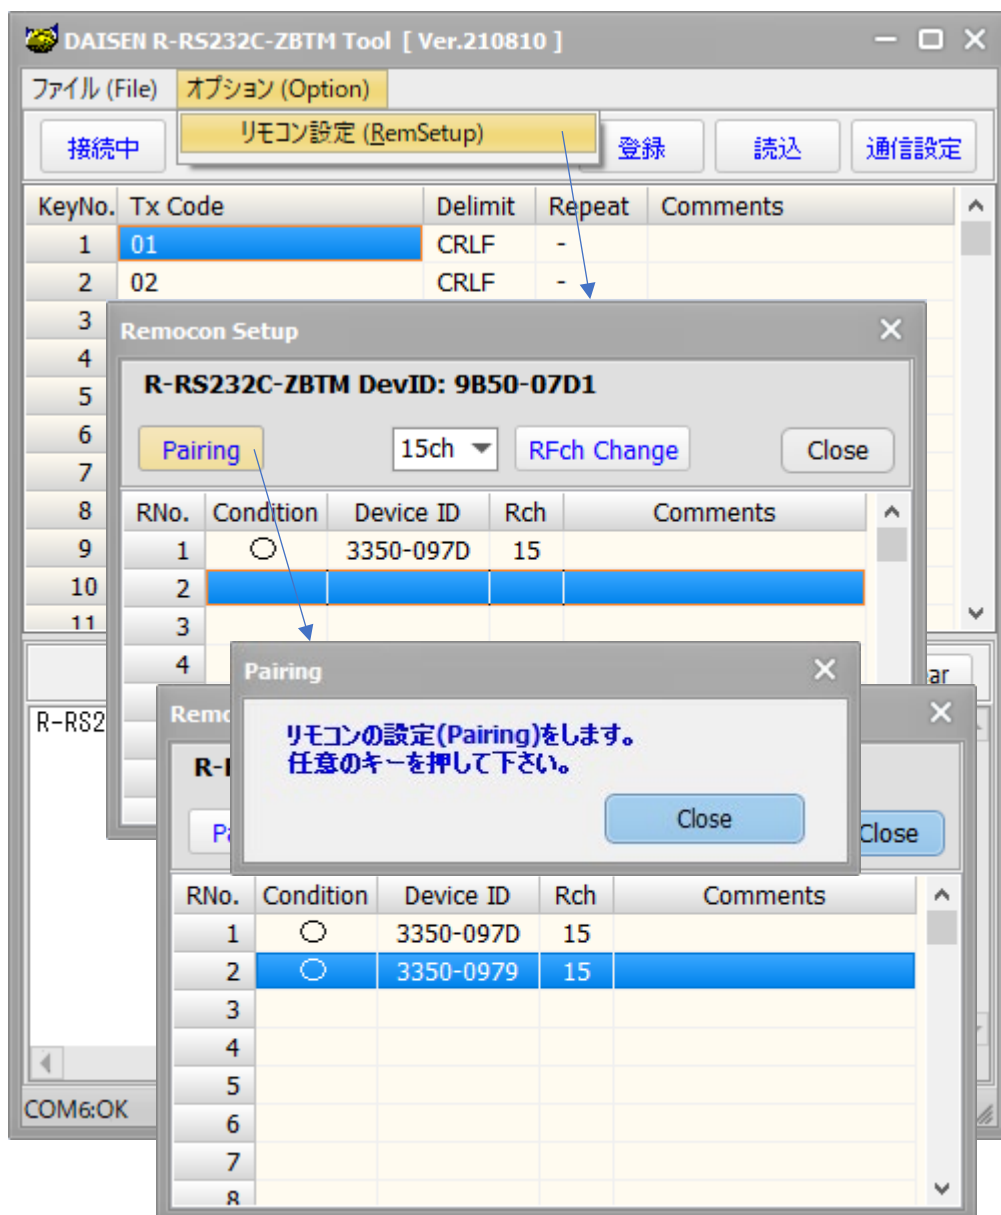 DAISEN R-RS232C-ZBTM Tool [ Ver.210810 ]
ファイル (File) オプション (Option)
リモコン設定 (RemSetup)
接続中 登録 読込 通信設定
KeyNo. Tx Code Delimit Repeat Comments
1 01 CRLF -
2 02 CRLF -
3
4
5
6
7
8
9
10
11
Remocon Setup
R-RS232C-ZBTM DevID: 9B50-07D1
Pairing 15ch RFch Change Close
RNo. Condition Device ID Rch Comments
1 ○ 3350-097D 15
2
3
4
Pairing
リモコンの設定(Pairing)をします。
任意のキーを押して下さい。
Close
ar
R-RS2
Remo
Close
RNo. Condition Device ID Rch Comments
1 ○ 3350-097D 15
2 ○ 3350-0979 15
3
4
5
6
7
8
COM6:OK